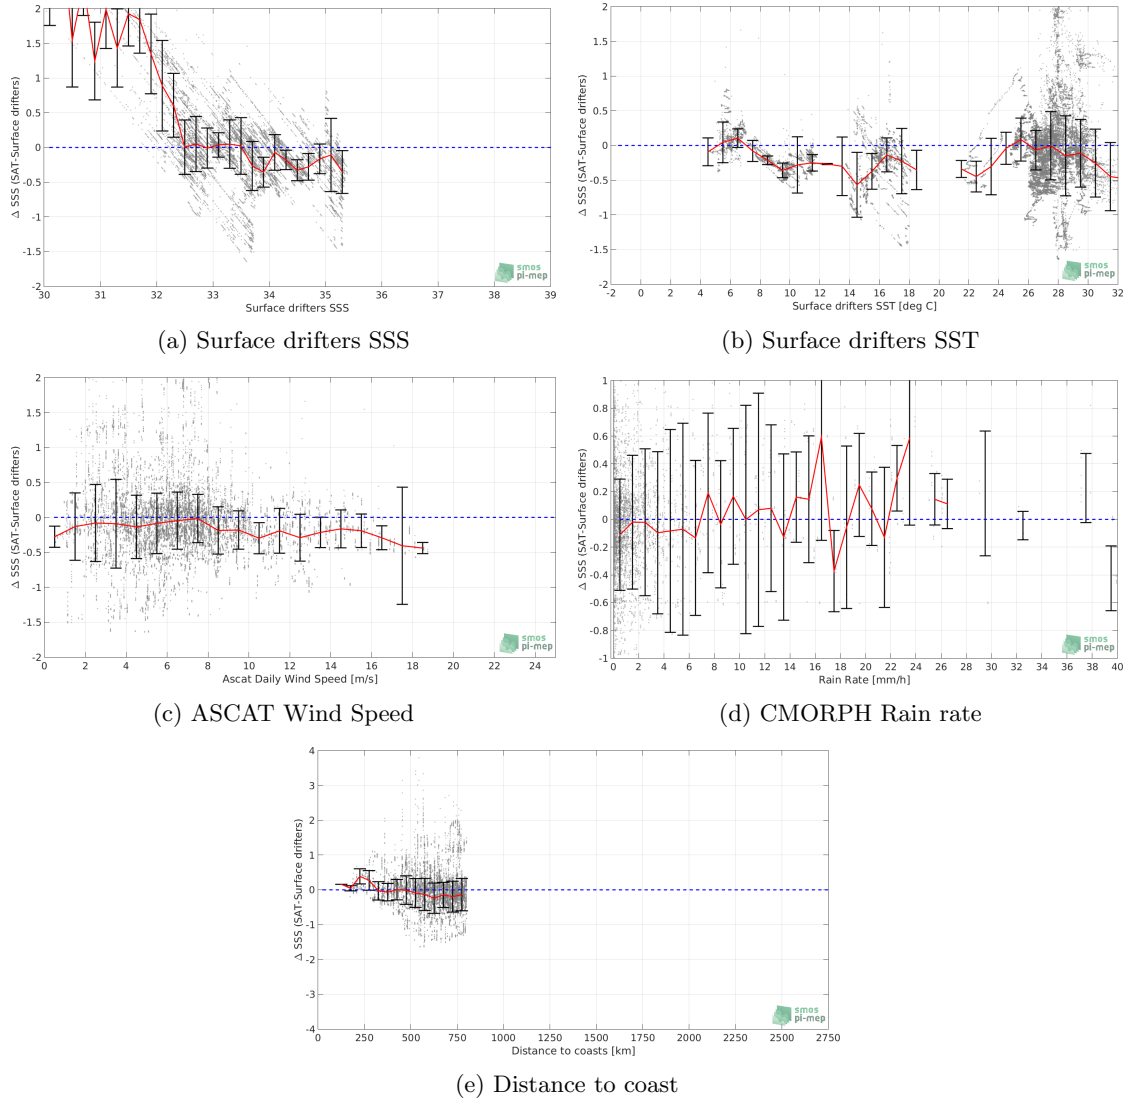 2
1.5
1
0.5
0
-0.5
-1
-1.5
-2
Δ SSS (SAT-Surface drifters)
30 31 32 33 34 35 36 37 38 39
Surface drifters SSS
smos
pi-mep
(a) Surface drifters SSS
2
1.5
1
0.5
0
-0.5
-1
-1.5
-2
Δ SSS (SAT-Surface drifters)
-2 0 2 4 6 8 10 12 14 16 18 20 22 24 26 28 30 32
Surface drifters SST [deg C]
smos
pi-mep
(b) Surface drifters SST
2
1.5
1
0.5
0
-0.5
-1
-1.5
-2
Δ SSS (SAT-Surface drifters)
0 2 4 6 8 10 12 14 16 18 20 22 24
Ascat Daily Wind Speed [m/s]
smos
pi-mep
(c) ASCAT Wind Speed
1
0.8
0.6
0.4
0.2
0
-0.2
-0.4
-0.6
-0.8
-1
Δ SSS (SAT-Surface drifters)
0 2 4 6 8 10 12 14 16 18 20 22 24 26 28 30 32 34 36 38 40
Rain Rate [mm/h]
smos
pi-mep
(d) CMORPH Rain rate
4
3
2
1
0
-1
-2
-3
-4
Δ SSS (SAT-Surface drifters)
0 250 500 750 1000 1250 1500 1750 2000 2250 2500 2750
Distance to coasts [km]
smos
pi-mep
(e) Distance to coast